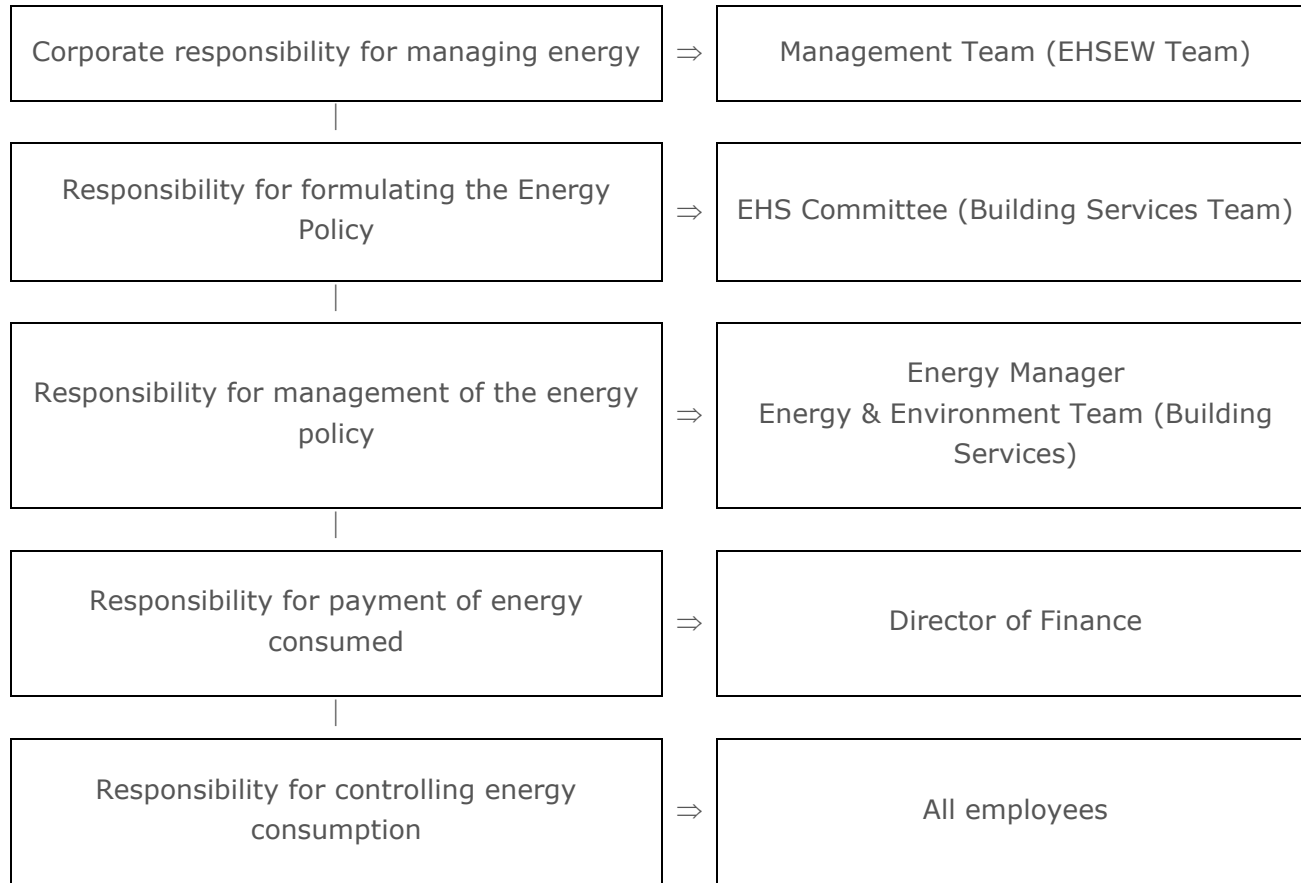 Corporate responsibility for managing energy
⇒
Management Team (EHSEW Team)
Responsibility for formulating the Energy
Policy
⇒
EHS Committee (Building Services Team)
Responsibility for management of the energy
policy
⇒
Energy Manager
Energy & Environment Team (Building
Services)
Responsibility for payment of energy
consumed
⇒
Director of Finance
Responsibility for controlling energy
consumption
⇒
All employees